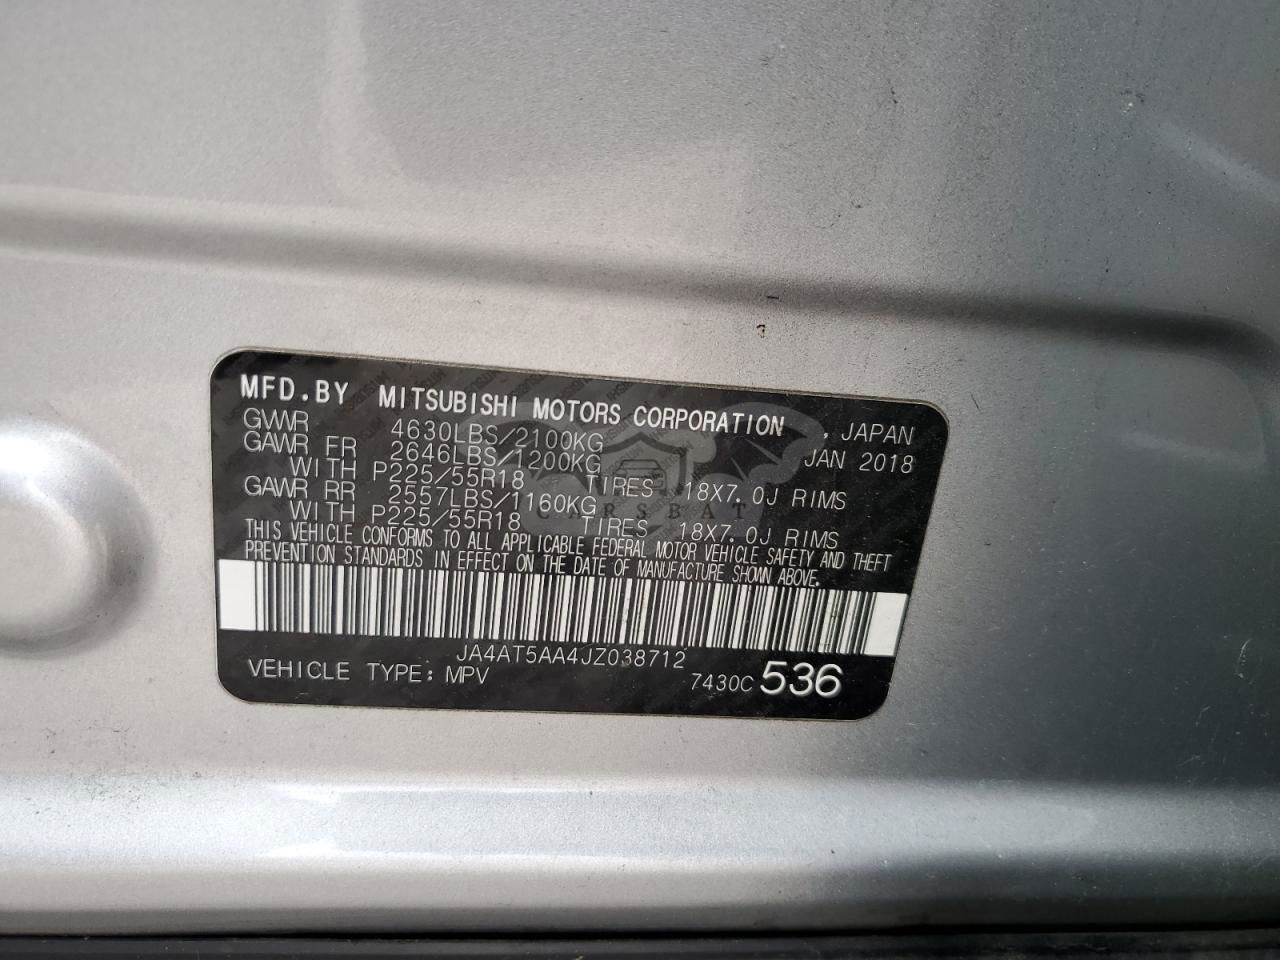 MFD.BY MITSUBISHI MOTORS CORPORATION , JAPAN
GWWR 4630LBS/2100KG JAN 2018
GAWR FR 2646LBS/1200KG
WITH P225/55R18 TIRES 18X7.0J RIMS
GAWR RR 2557LBS/1160KG
WITH P225/55R18 TIRES 18X7.0J RIMS
CARSBAT
THIS VEHICLE CONFORMS TO ALL APPLICABLE FEDERAL MOTOR VEHICLE SAFETY AND THEFT
PREVENTION STANDARDS IN EFFECT ON THE DATE OF MANUFACTURE SHOWN ABOVE.
JA4AT5AA4JZ038712
VEHICLE TYPE: MPV 7430C 536